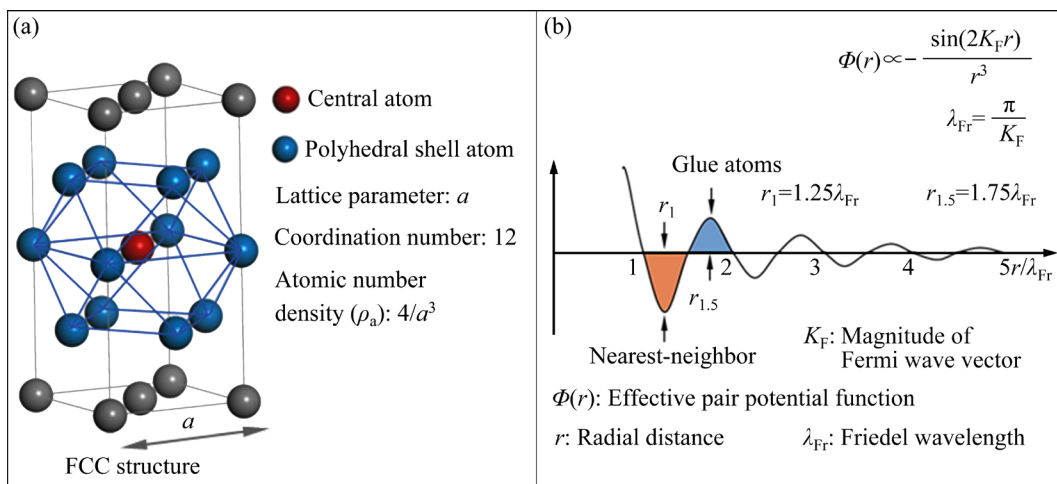 (a)
Central atom
Polyhedral shell atom
Lattice parameter: a
Coordination number: 12
Atomic number
density (ρa): 4/a³
a
FCC structure
(b)
Φ(r)∝− sin(2KFr) / r³
λFr= π / KF
Glue atoms
r1
r1=1.25λFr
r1.5=1.75λFr
1 2 3 4 5r/λFr
r1.5
Nearest-neighbor
KF: Magnitude of
Fermi wave vector
Φ(r): Effective pair potential function
r: Radial distance
λFr: Friedel wavelength